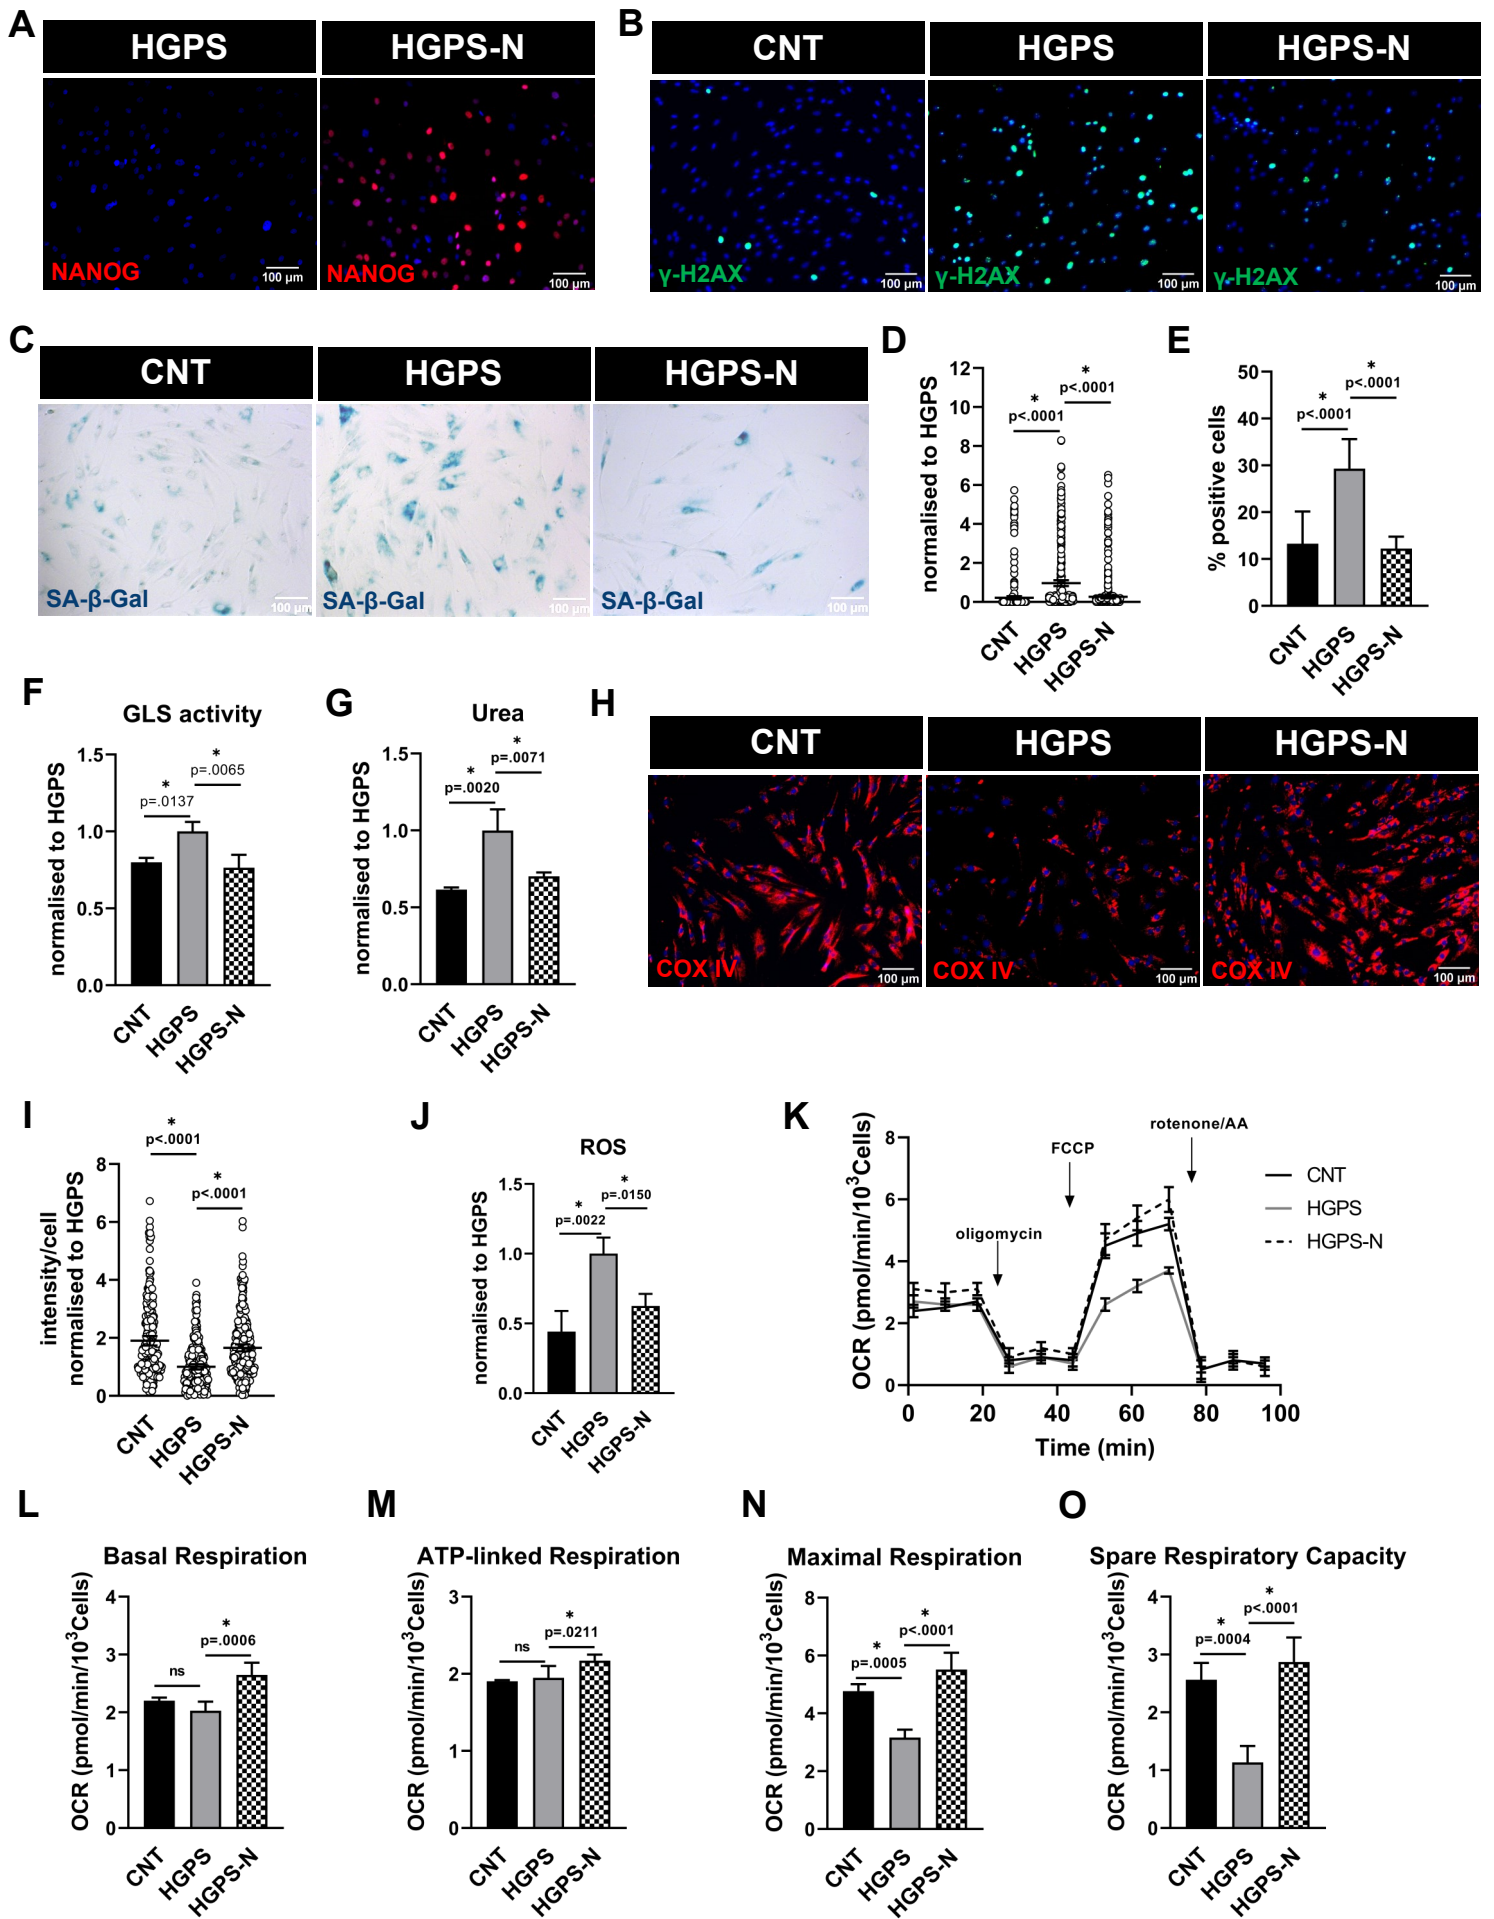 A
HGPS
HGPS-N
NANOG
100 µm
NANOG
100 µm
B
CNT
HGPS
HGPS-N
γ-H2AX
100 µm
γ-H2AX
100 µm
γ-H2AX
100 µm
C
CNT
HGPS
HGPS-N
SA-β-Gal
100 µm
SA-β-Gal
100 µm
SA-β-Gal
100 µm
D
normalised to HGPS
12
10
8
6
4
2
0
*
p<.0001
*
p<.0001
CNT
HGPS
HGPS-N
E
% positive cells
50
40
30
20
10
0
*
p<.0001
*
p<.0001
CNT
HGPS
HGPS-N
F
GLS activity
normalised to HGPS
1.5
1.0
0.5
0.0
*
p=.0137
*
p=.0065
CNT
HGPS
HGPS-N
G
Urea
normalised to HGPS
1.5
1.0
0.5
0.0
*
p=.0020
*
p=.0071
CNT
HGPS
HGPS-N
H
CNT
HGPS
HGPS-N
COX IV
100 µm
COX IV
100 µm
COX IV
100 µm
I
intensity/cell
normalised to HGPS
8
6
4
2
0
*
p<.0001
*
p<.0001
CNT
HGPS
HGPS-N
J
ROS
normalised to HGPS
1.5
1.0
0.5
0.0
*
p=.0022
*
p=.0150
CNT
HGPS
HGPS-N
K
OCR (pmol/min/10³Cells)
8
6
4
2
0
oligomycin
FCCP
rotenone/AA
CNT
HGPS
HGPS-N
0 20 40 60 80 100
Time (min)
L
Basal Respiration
OCR (pmol/min/10³Cells)
4
3
2
1
0
ns
*
p=.0006
CNT
HGPS
HGPS-N
M
ATP-linked Respiration
OCR (pmol/min/10³Cells)
3
2
1
0
ns
*
p=.0211
CNT
HGPS
HGPS-N
N
Maximal Respiration
OCR (pmol/min/10³Cells)
8
6
4
2
0
*
p=.0005
*
p<.0001
CNT
HGPS
HGPS-N
O
Spare Respiratory Capacity
OCR (pmol/min/10³Cells)
4
3
2
1
0
*
p=.0004
*
p<.0001
CNT
HGPS
HGPS-N